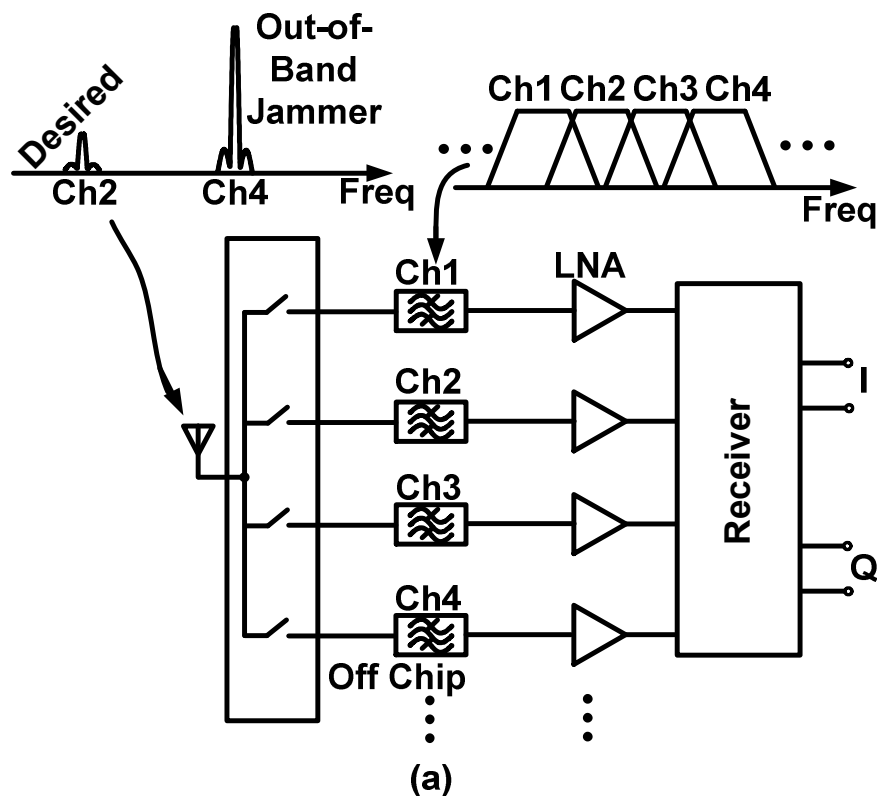 Out-of-
Band
Jammer
Desired
Ch2
Ch4
Freq
Ch1 Ch2 Ch3 Ch4
Freq
Ch1
LNA
Ch2
Ch3
Ch4
Off Chip
Receiver
I
Q
(a)